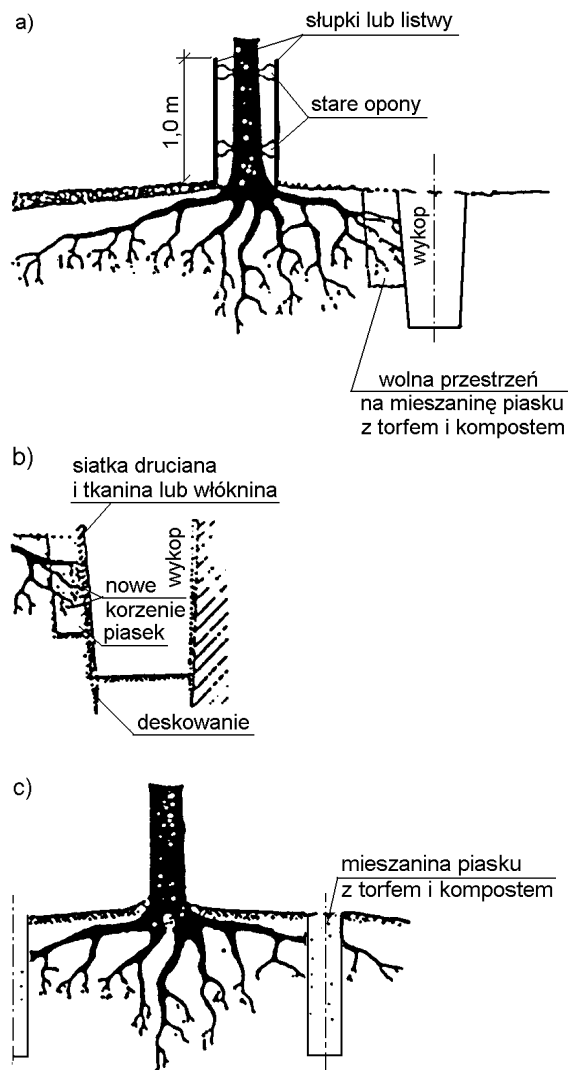 a)
słupki lub listwy
stare opony
1,0 m
wykop
wolna przestrzeń
na mieszaninę piasku
z torfem i kompostem
b)
siatka druciana
i tkanina lub włóknina
wykop
nowe
korzenie
piasek
deskowanie
c)
mieszanina piasku
z torfem i kompostem